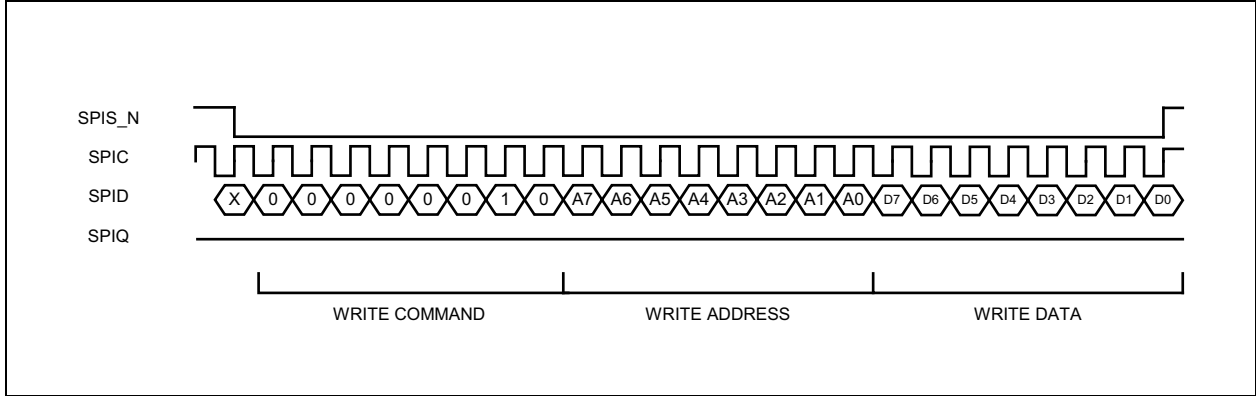 SPIS_N
SPIC
SPID X 0 0 0 0 0 0 1 0 A7 A6 A5 A4 A3 A2 A1 A0 D7 D6 D5 D4 D3 D2 D1 D0
SPIQ
WRITE COMMAND WRITE ADDRESS WRITE DATA